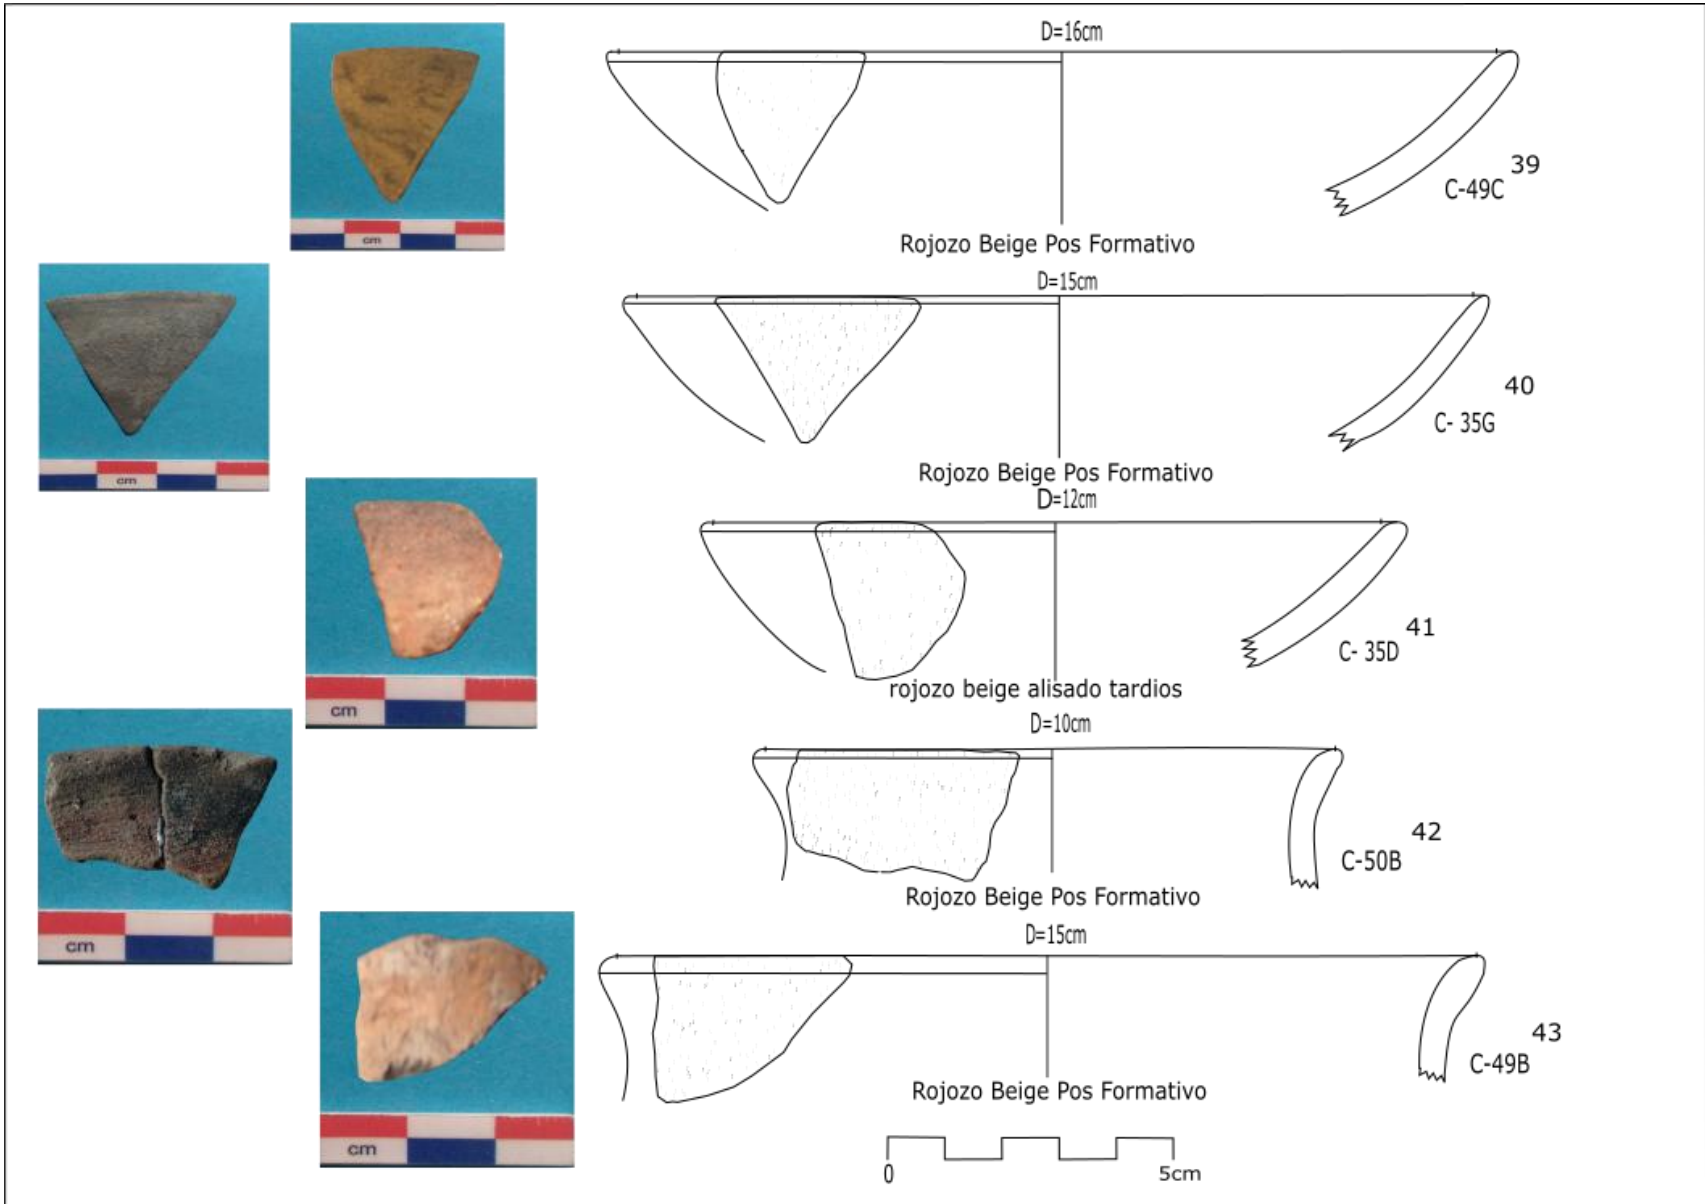 D=16cm
cm
39
C-49C
Rojozo Beige Pos Formativo
D=15cm
cm
40
C- 35G
Rojozo Beige Pos Formativo
D=12cm
cm
41
C- 35D
rojozo beige alisado tardios
D=10cm
cm
42
C-50B
Rojozo Beige Pos Formativo
D=15cm
cm
43
C-49B
Rojozo Beige Pos Formativo
0 5cm